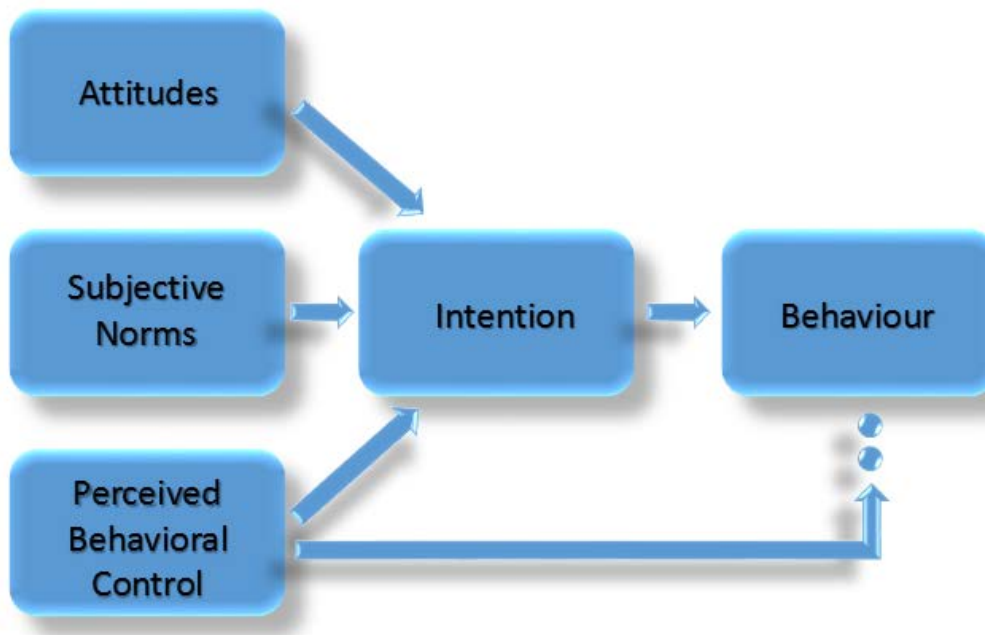 Attitudes
Subjective
Norms
Intention
Behaviour
Perceived
Behavioral
Control